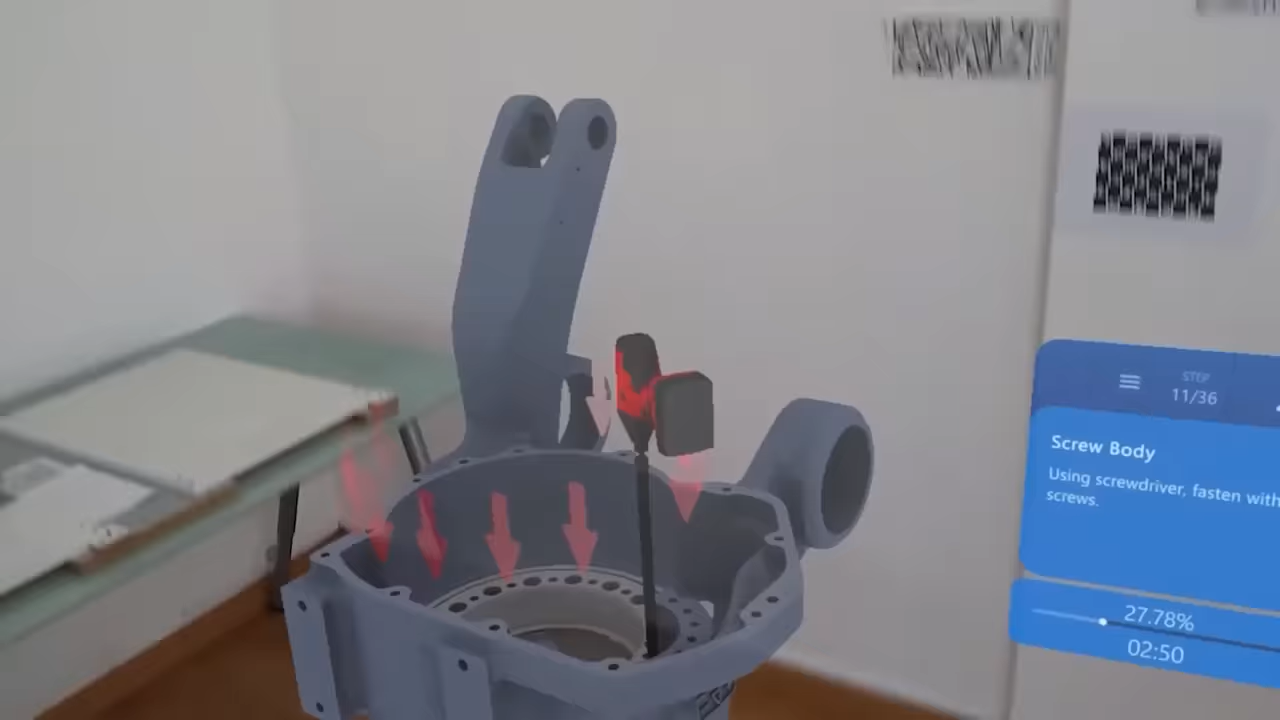 STEP
11/36
Screw Body
Using screwdriver, fasten with
screws.
27.78%
02:50